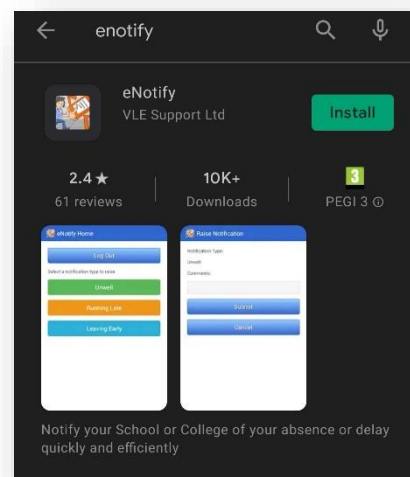 enotify
eNotify
VLE Support Ltd
Install
2.4★
61 reviews
10K+
Downloads
3
PEGI 3
eNotify Home
Log Out
Select a notification type to raise
Unwell
Running Late
Leaving Early
Raise Notification
Notification Type:
Unwell
Comments:
Submit
Cancel
Notify your School or College of your absence or delay
quickly and efficiently